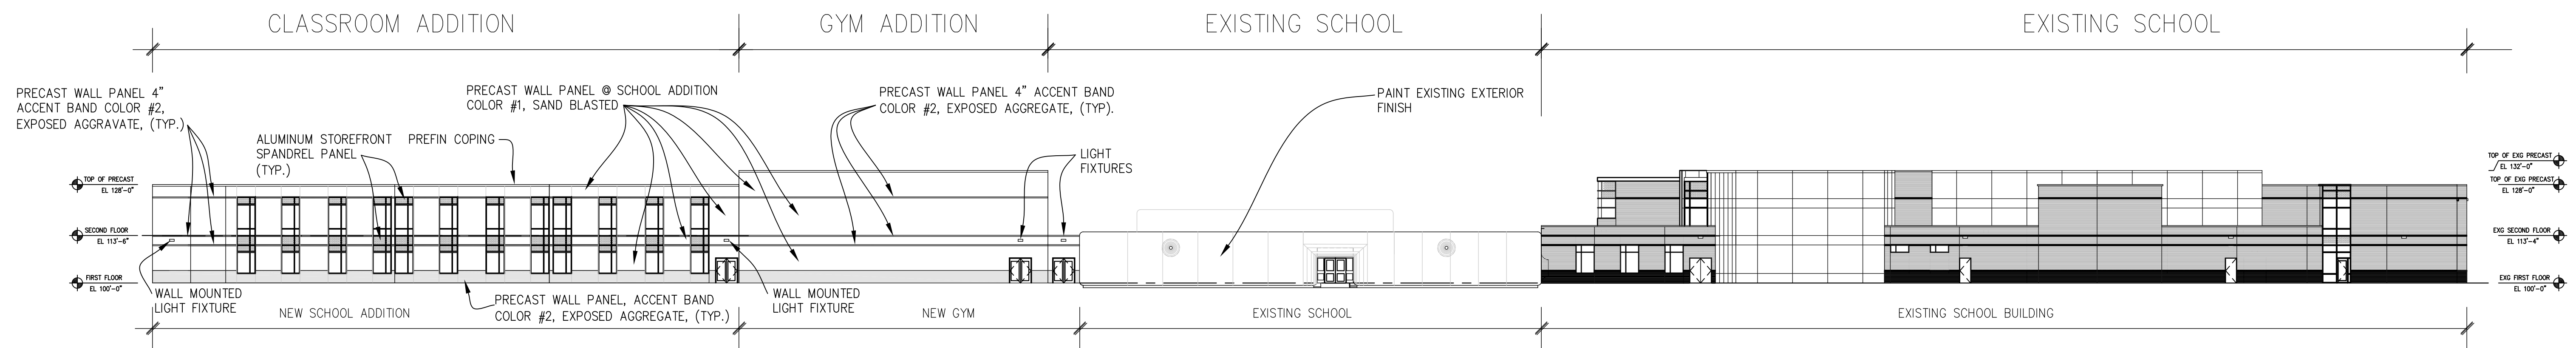 CLASSROOM ADDITION
GYM ADDITION
EXISTING SCHOOL
EXISTING SCHOOL
PRECAST WALL PANEL 4"
ACCENT BAND COLOR #2,
EXPOSED AGGRAVATE, (TYP.)
ALUMINUM STOREFRONT
SPANDREL PANEL
(TYP.)
PREFIN COPING
PRECAST WALL PANEL @ SCHOOL ADDITION
COLOR #1, SAND BLASTED
PRECAST WALL PANEL 4" ACCENT BAND
COLOR #2, EXPOSED AGGREGATE, (TYP).
LIGHT
FIXTURES
PAINT EXISTING EXTERIOR
FINISH
TOP OF PRECAST
EL 128'-0"
SECOND FLOOR
EL 113'-6"
FIRST FLOOR
EL 100'-0"
TOP OF EXG PRECAST
EL 132'-0"
TOP OF EXG PRECAST
EL 128'-0"
EXG SECOND FLOOR
EL 113'-4"
EXG FIRST FLOOR
EL 100'-0"
WALL MOUNTED
LIGHT FIXTURE
PRECAST WALL PANEL, ACCENT BAND
COLOR #2, EXPOSED AGGREGATE, (TYP.)
WALL MOUNTED
LIGHT FIXTURE
NEW SCHOOL ADDITION
NEW GYM
EXISTING SCHOOL
EXISTING SCHOOL BUILDING